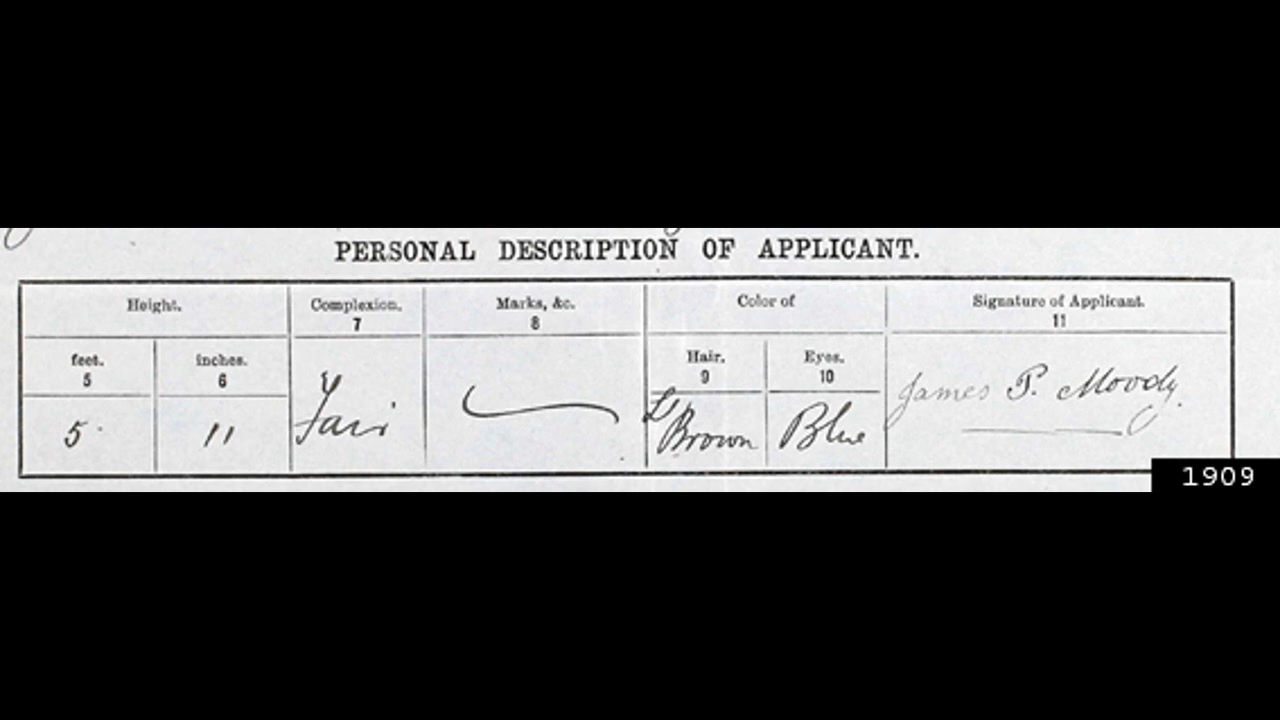 PERSONAL DESCRIPTION OF APPLICANT.
Height. Complexion. Marks, &c. Color of Signature of Applicant.
7 8 11
feet. inches. Hair. Eyes.
5 6 9 10
5 11 Fair Lt Brown Blue James P. Moody.
1909